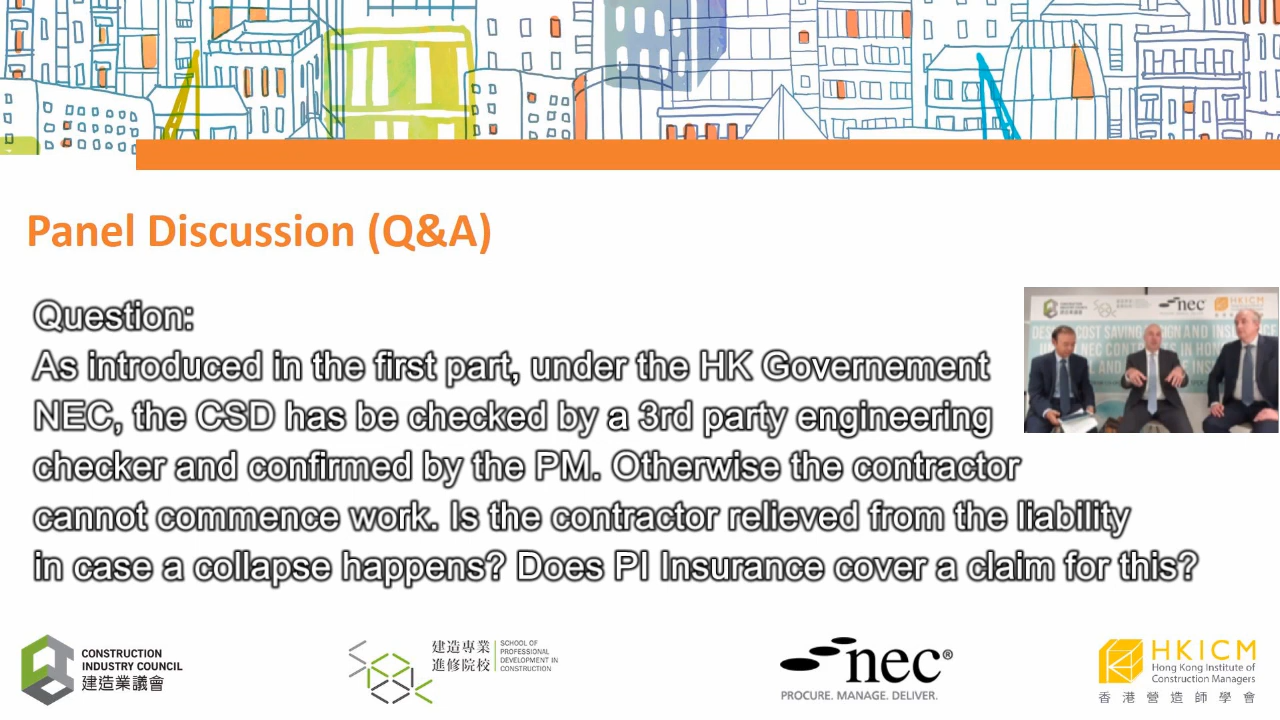 Panel Discussion (Q&A)
Question:
As introduced in the first part, under the HK Governement
NEC, the CSD has be checked by a 3rd party engineering
checker and confirmed by the PM. Otherwise the contractor
cannot commence work. Is the contractor relieved from the liability
in case a collapse happens? Does PI Insurance cover a claim for this?
nec
HKICM
CONSTRUCTION
INDUSTRY COUNCIL
建造業議會
建造專業
進修院校
SCHOOL OF
PROFESSIONAL
DEVELOPMENT IN
CONSTRUCTION
nec®
PROCURE. MANAGE. DELIVER.
HKICM
Hong Kong Institute of
Construction Managers
香港營造師學會